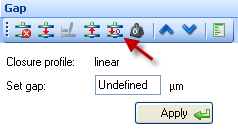 Gap
Closure profile: linear
Set gap: Undefined µm
Apply